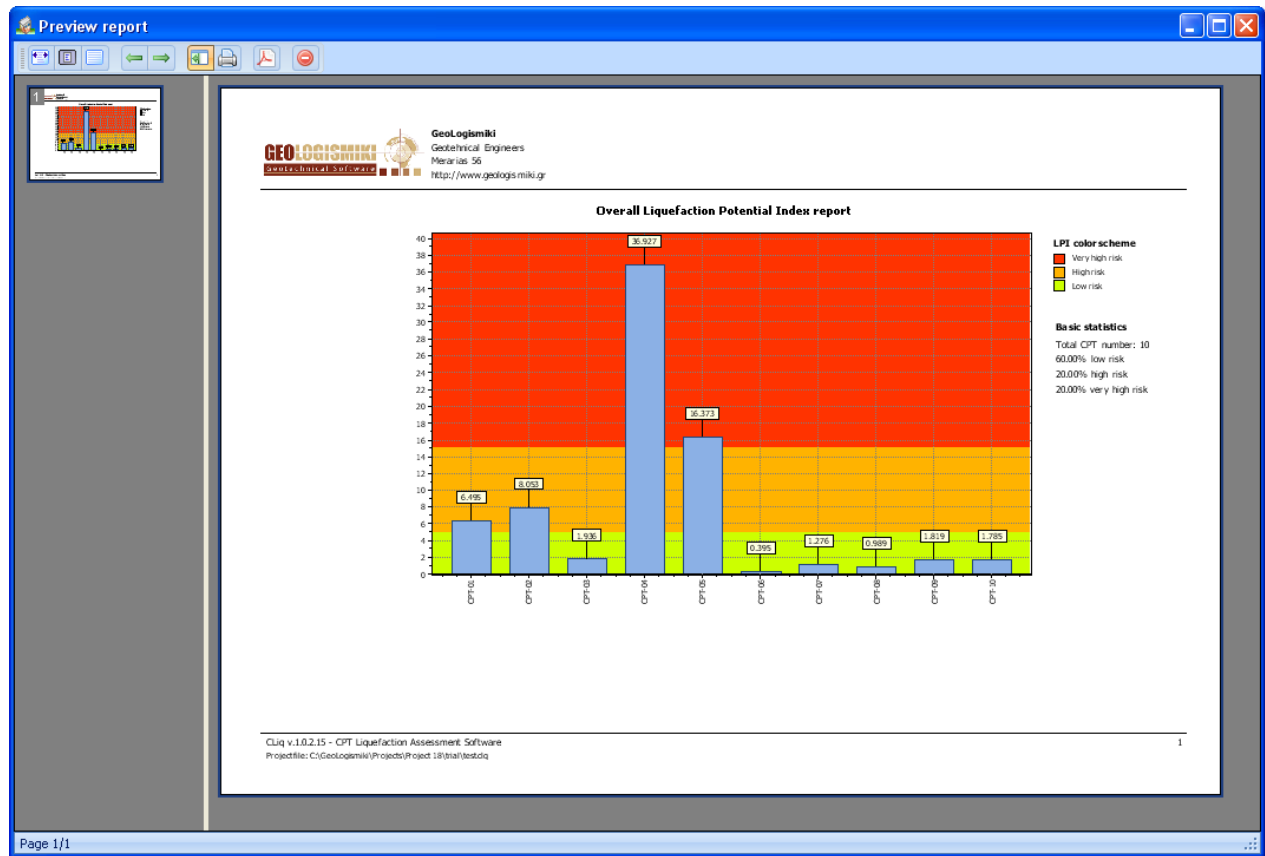 Preview report
1
GEOLOGISMIKI
Geotechnical Software
GeoLogismiki
Geotehnical Engineers
Merarias 56
http://www.geologismiki.gr
Overall Liquefaction Potential Index report
40
38
36
34
32
30
28
26
24
22
20
18
16
14
12
10
8
6
4
2
0
6.495
8.053
1.936
36.927
16.373
0.395
1.276
0.989
1.819
1.785
CPT-01
CPT-02
CPT-03
CPT-04
CPT-05
CPT-06
CPT-07
CPT-08
CPT-09
CPT-10
LPI color scheme
Very high risk
High risk
Low risk
Basic statistics
Total CPT number: 10
60.00% low risk
20.00% high risk
20.00% very high risk
CLiq v.1.0.2.15 - CPT Liquefaction Assessment Software
1
Projectfile: C:\GeoLogismiki\Projects\Project 18\trial\test.clq
Page 1/1